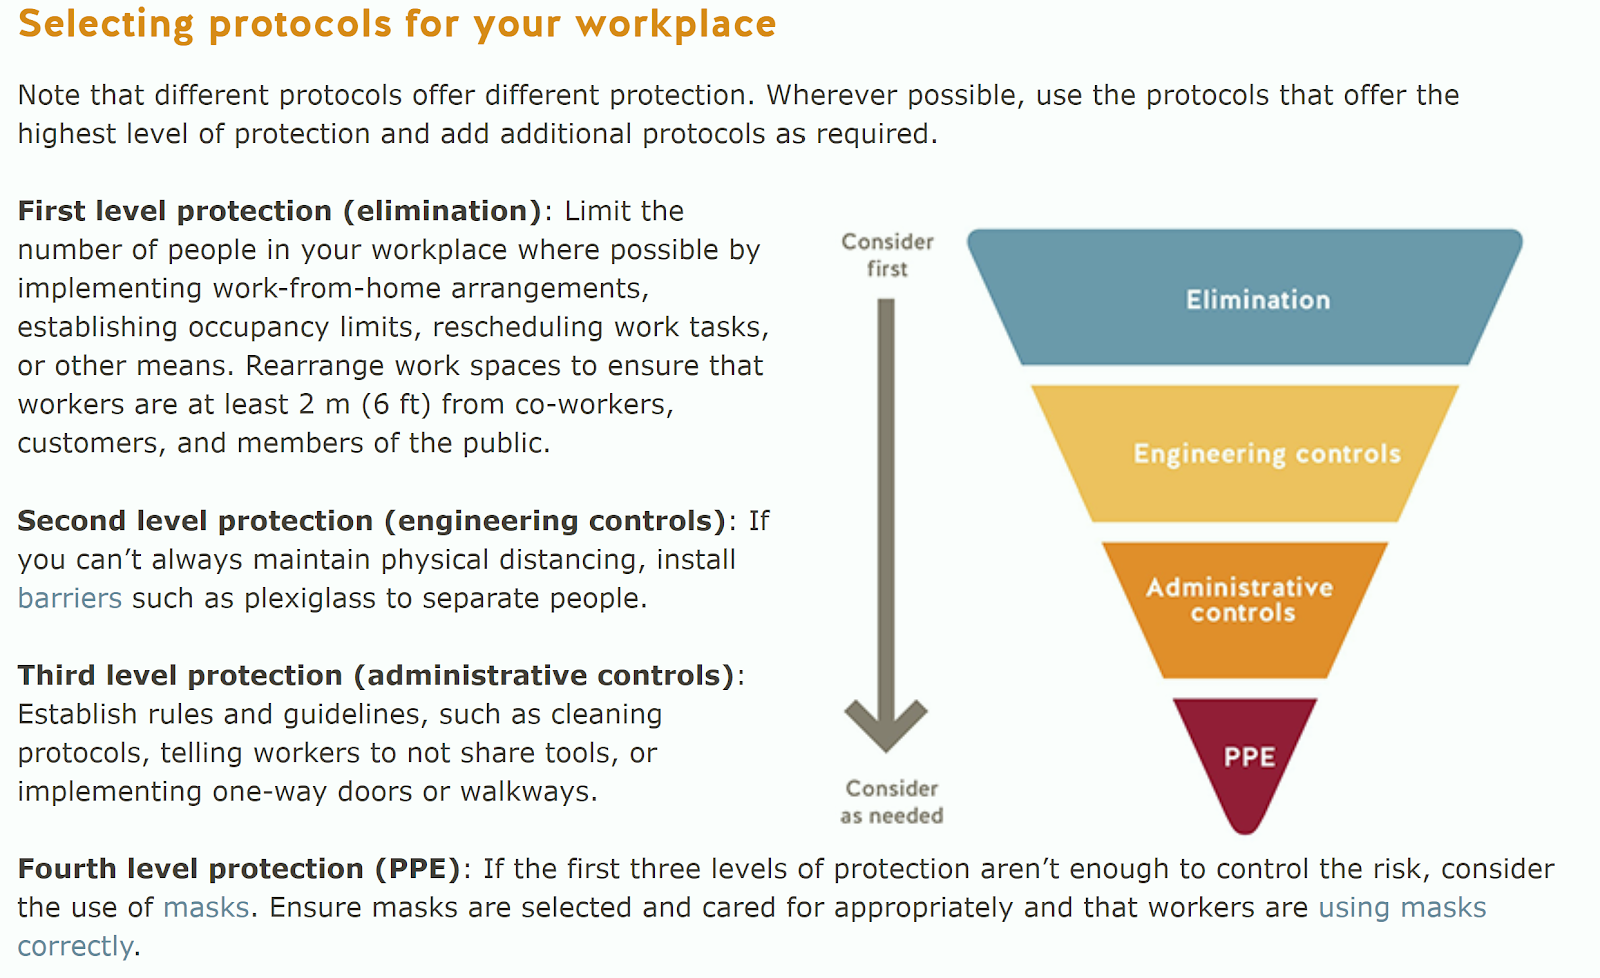 Selecting protocols for your workplace
Note that different protocols offer different protection. Wherever possible, use the protocols that offer the
highest level of protection and add additional protocols as required.
First level protection (elimination): Limit the
number of people in your workplace where possible by
implementing work-from-home arrangements,
establishing occupancy limits, rescheduling work tasks,
or other means. Rearrange work spaces to ensure that
workers are at least 2 m (6 ft) from co-workers,
customers, and members of the public.
Second level protection (engineering controls): If
you can’t always maintain physical distancing, install
barriers such as plexiglass to separate people.
Third level protection (administrative controls):
Establish rules and guidelines, such as cleaning
protocols, telling workers to not share tools, or
implementing one-way doors or walkways.
Consider
first
Elimination
Engineering controls
Administrative
controls
PPE
Consider
as needed
Fourth level protection (PPE): If the first three levels of protection aren’t enough to control the risk, consider
the use of masks. Ensure masks are selected and cared for appropriately and that workers are using masks
correctly.